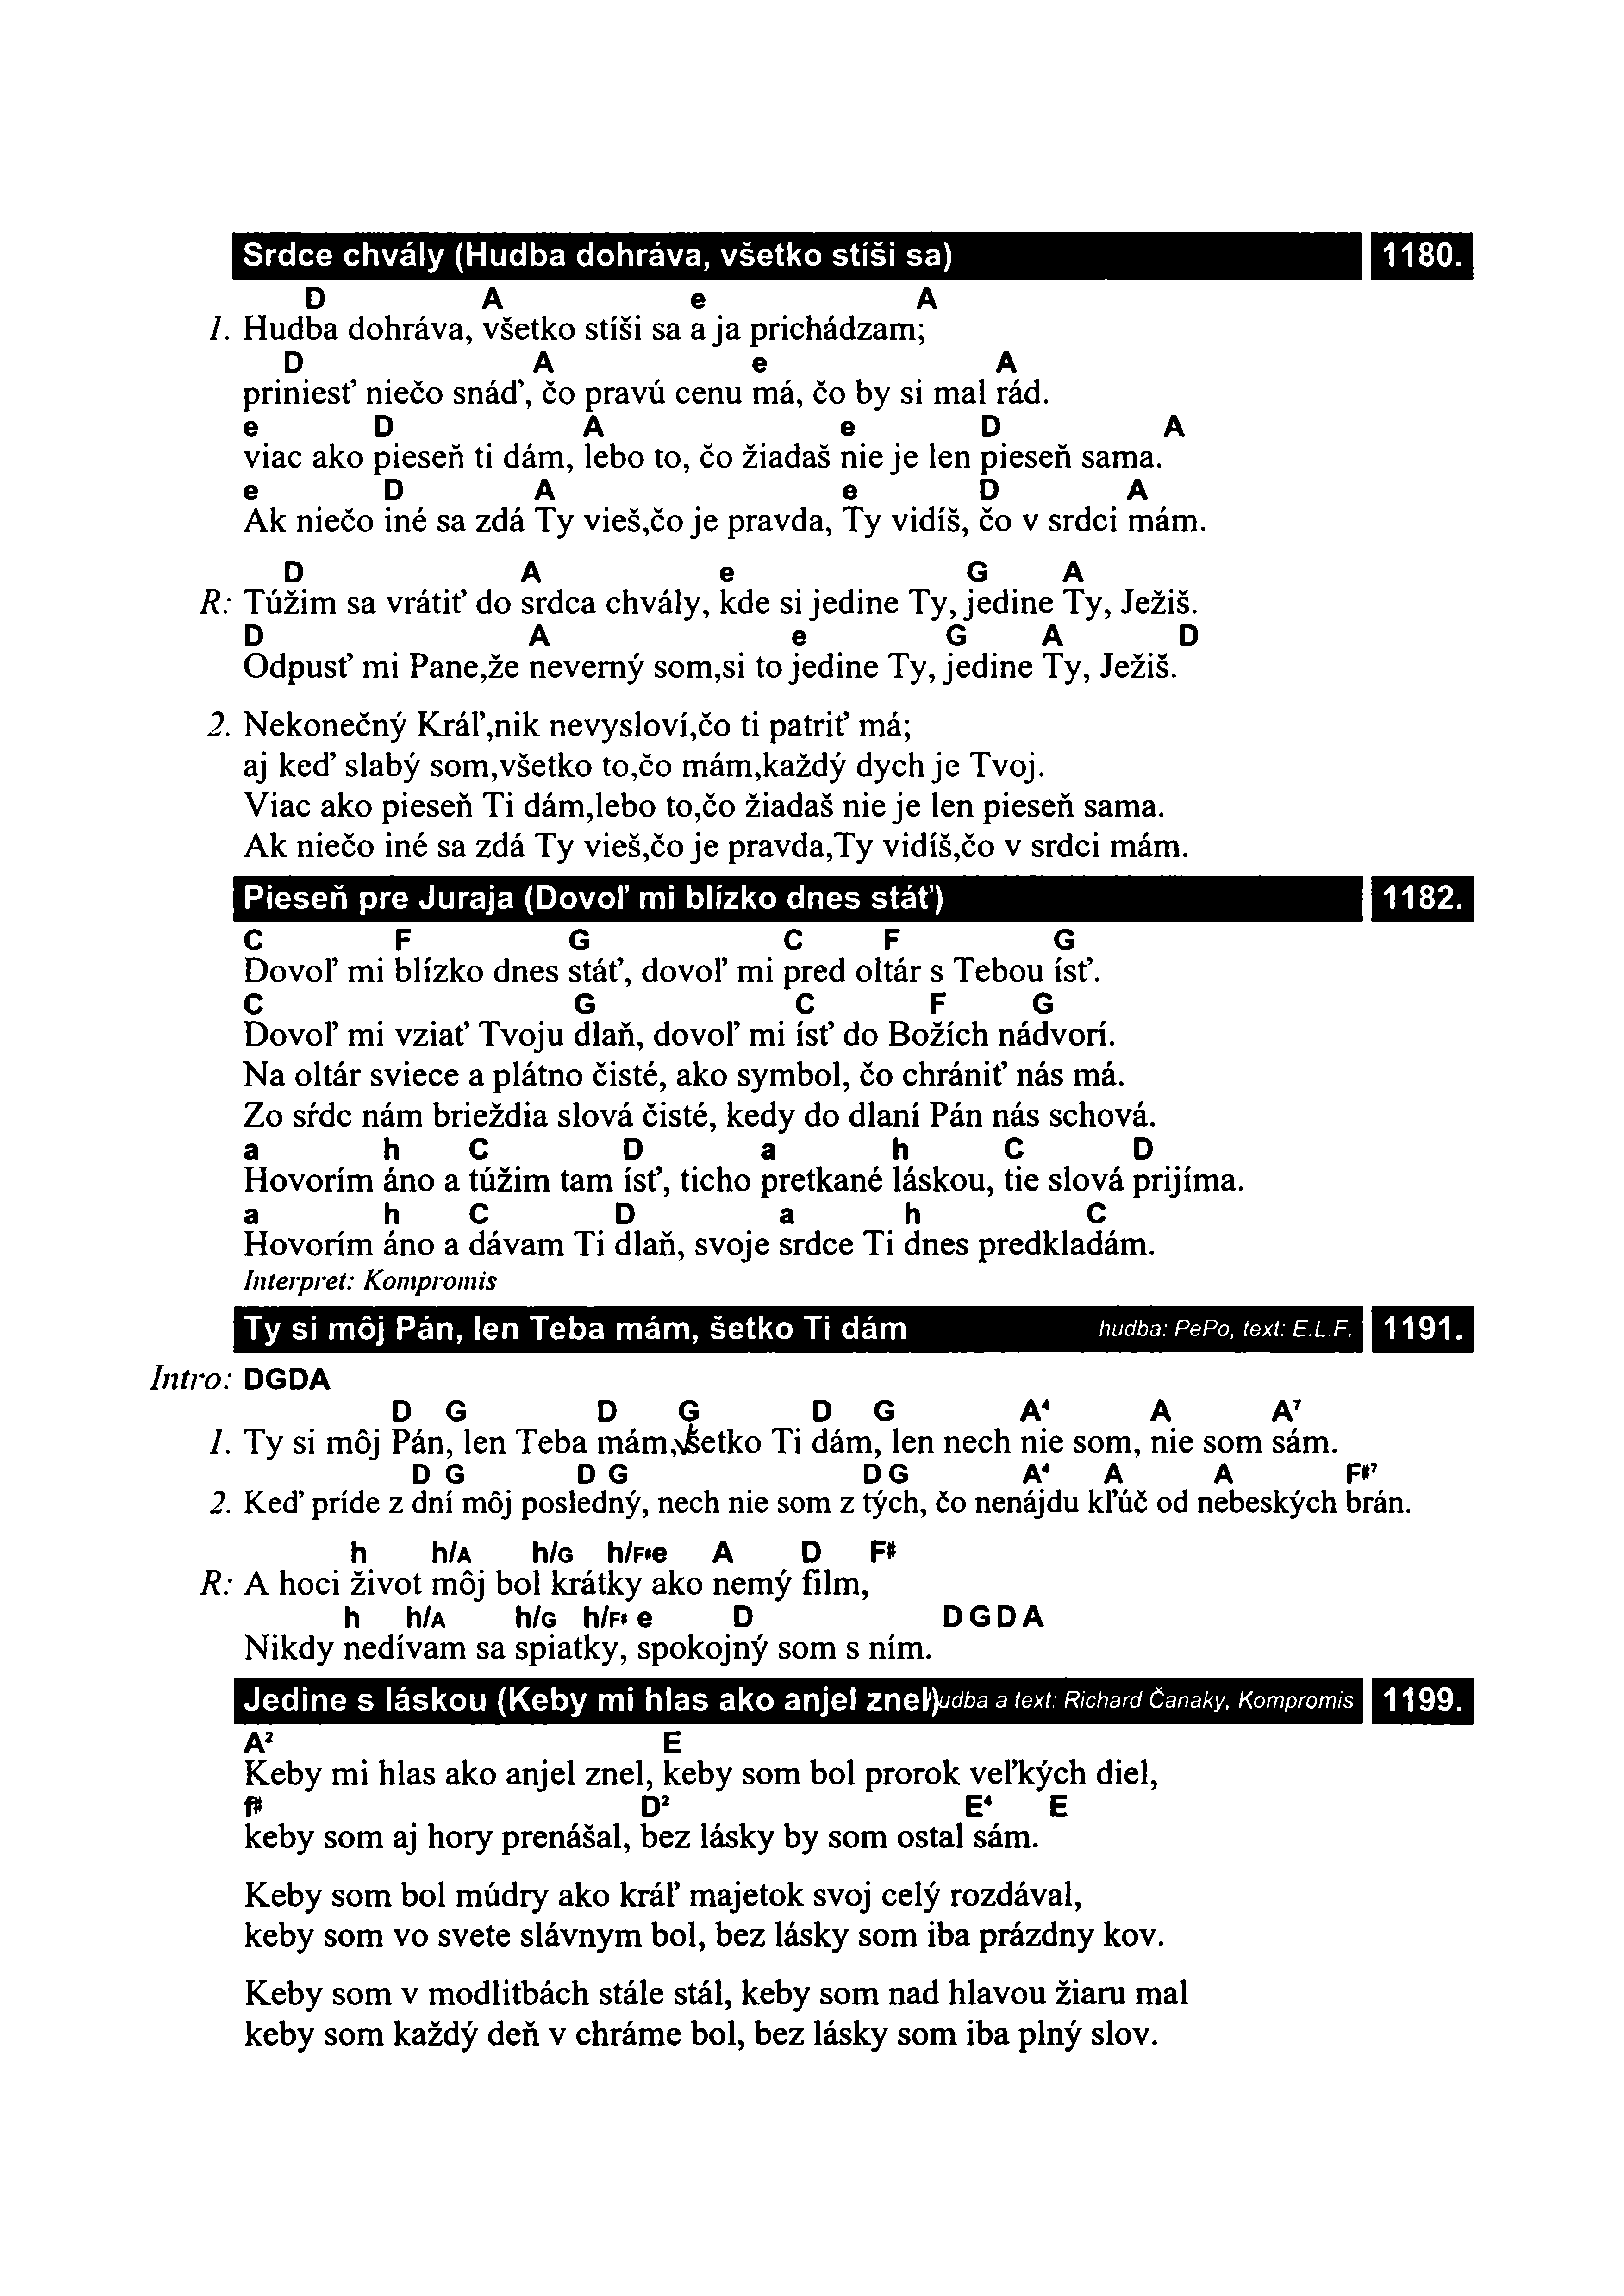 Srdce chvály (Hudba dohráva, všetko stíši sa) 1180.
D A e A
1. Hudba dohráva, všetko stíši sa a ja prichádzam;
D A e A
priniesť niečo snáď, čo pravú cenu má, čo by si mal rád.
e D A e D A
viac ako pieseň ti dám, lebo to, čo žiadaš nie je len pieseň sama.
e D A e D A
Ak niečo iné sa zdá Ty vieš,čo je pravda, Ty vidíš, čo v srdci mám.
D A e G A
R: Túžim sa vrátiť do srdca chvály, kde si jedine Ty, jedine Ty, Ježiš.
D A e G A D
Odpusť mi Pane,že neverný som,si to jedine Ty, jedine Ty, Ježiš.
2. Nekonečný Kráľ,nik nevysloví,čo ti patriť má;
aj keď slabý som,všetko to,čo mám,každý dych je Tvoj.
Viac ako pieseň Ti dám,lebo to,čo žiadaš nie je len pieseň sama.
Ak niečo iné sa zdá Ty vieš,čo je pravda,Ty vidíš,čo v srdci mám.
Pieseň pre Juraja (Dovoľ mi blízko dnes stáť) 1182.
C F G C F G
Dovoľ mi blízko dnes stáť, dovoľ mi pred oltár s Tebou ísť.
C G C F G
Dovoľ mi vziať Tvoju dlaň, dovoľ mi ísť do Božích nádvorí.
Na oltár sviece a plátno čisté, ako symbol, čo chrániť nás má.
Zo sŕdc nám brieždia slová čisté, kedy do dlaní Pán nás schová.
a h C D a h C D
Hovorím áno a túžim tam ísť, ticho pretkané láskou, tie slová prijíma.
a h C D a h C
Hovorím áno a dávam Ti dlaň, svoje srdce Ti dnes predkladám.
Interpret: Kompromis
Ty si môj Pán, len Teba mám, šetko Ti dám hudba: PePo, text: E.L.F. 1191.
Intro: DGDA
D G D G D G A⁴ A A⁷
1. Ty si môj Pán, len Teba mám,všetko Ti dám, len nech nie som, nie som sám.
D G D G D G A⁴ A A F#⁷
2. Keď príde z dní môj posledný, nech nie som z tých, čo nenájdu kľúč od nebeských brán.
h h/A h/G h/F#e A D F#
R: A hoci život môj bol krátky ako nemý film,
h h/A h/G h/F# e D D G D A
Nikdy nedívam sa spiatky, spokojný som s ním.
Jedine s láskou (Keby mi hlas ako anjel znel) hudba a text: Richard Čanaky, Kompromis 1199.
A² E
Keby mi hlas ako anjel znel, keby som bol prorok veľkých diel,
f# D² E⁴ E
keby som aj hory prenášal, bez lásky by som ostal sám.
Keby som bol múdry ako kráľ majetok svoj celý rozdával,
keby som vo svete slávnym bol, bez lásky som iba prázdny kov.
Keby som v modlitbách stále stál, keby som nad hlavou žiaru mal
keby som každý deň v chráme bol, bez lásky som iba plný slov.